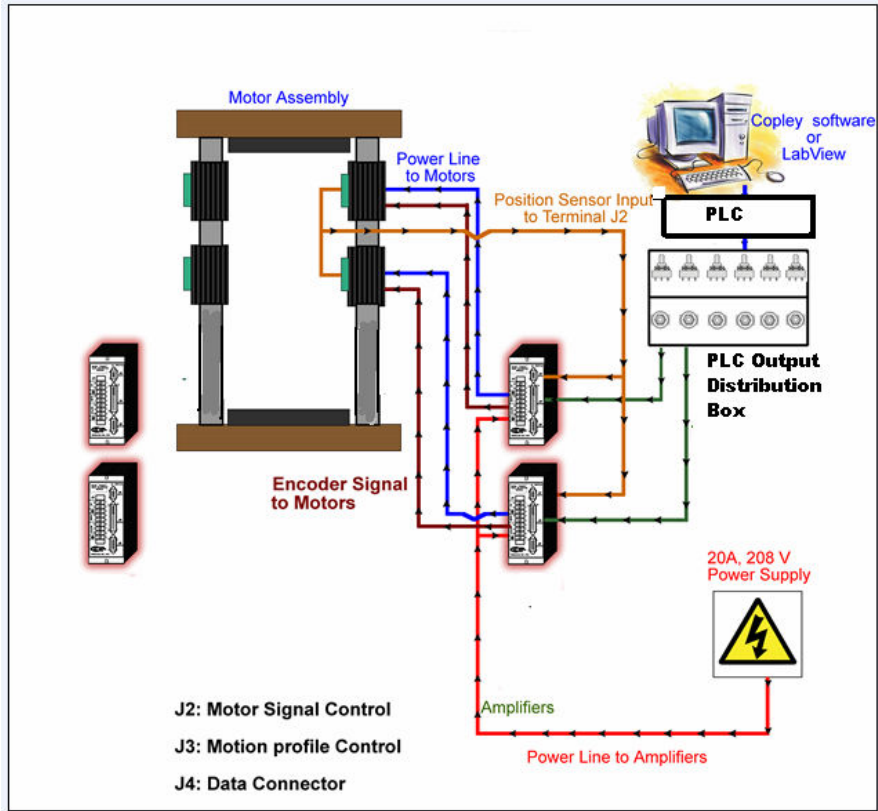 Motor Assembly
Power Line
to Motors
Position Sensor Input
to Terminal J2
Copley software
or
LabView
PLC
PLC Output
Distribution
Box
Encoder Signal
to Motors
20A, 208 V
Power Supply
J2: Motor Signal Control
J3: Motion profile Control
J4: Data Connector
Amplifiers
Power Line to Amplifiers